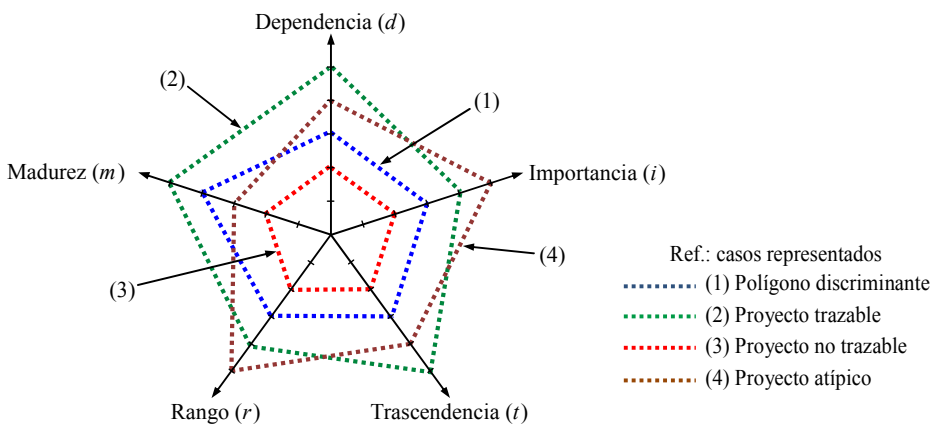 Dependencia (d)
(2)
(1)
Madurez (m)
Importancia (i)
(4)
(3)
Ref.: casos representados
(1) Polígono discriminante
(2) Proyecto trazable
(3) Proyecto no trazable
(4) Proyecto atípico
Rango (r)
Trascendencia (t)